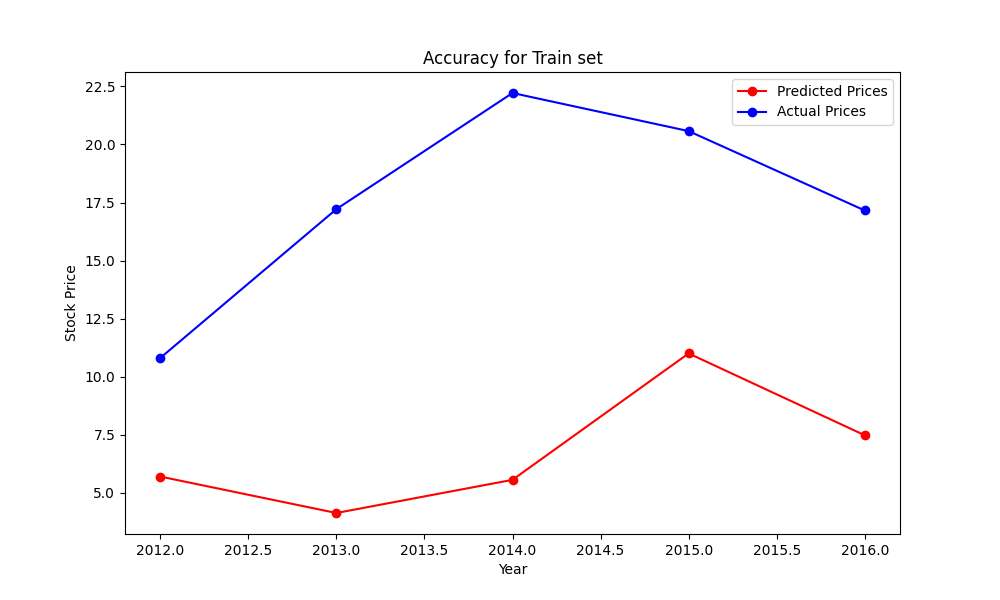 Accuracy for Train set
Predicted Prices
Actual Prices
22.5
20.0
17.5
15.0
12.5
10.0
7.5
5.0
Stock Price
2012.0 2012.5 2013.0 2013.5 2014.0 2014.5 2015.0 2015.5 2016.0
Year